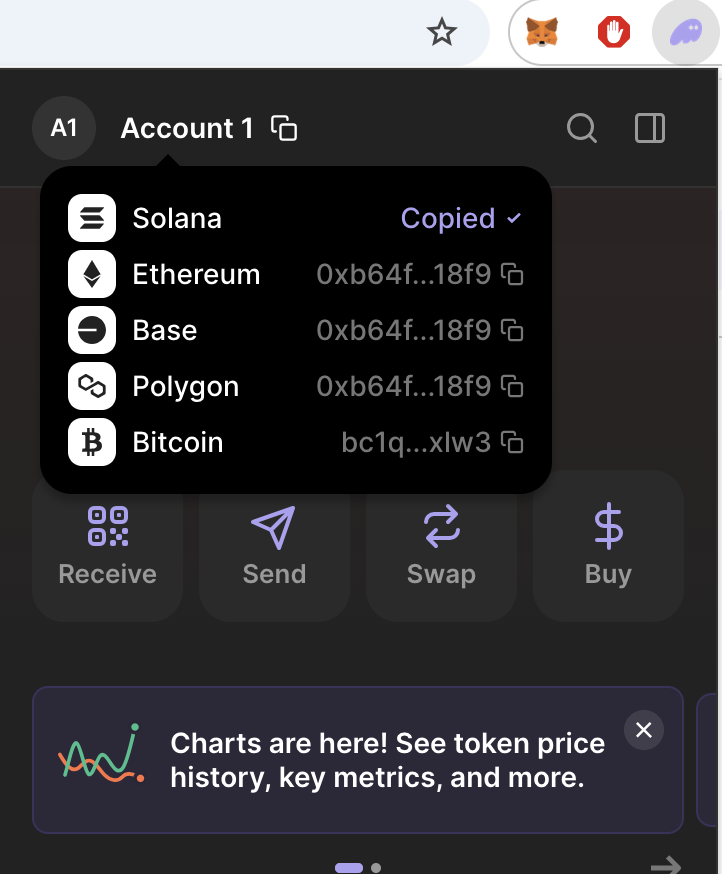 A1 Account 1
Solana Copied
Ethereum 0xb64f...18f9
Base 0xb64f...18f9
Polygon 0xb64f...18f9
Bitcoin bc1q...xlw3
Receive Send Swap Buy
Charts are here! See token price
history, key metrics, and more.